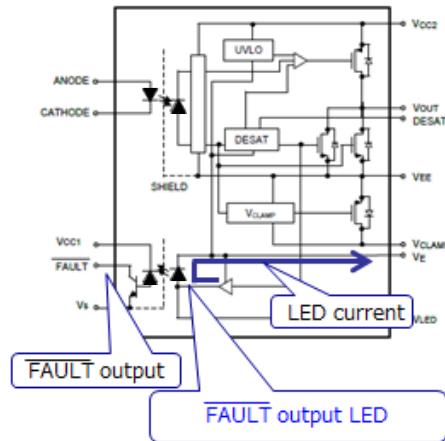 VCC2
UVLO
ANODE
CATHODE
VOUT
DESAT
DESAT
SHIELD
VEE
VCLAMP
VCC1
VCLAMP
VE
FAULT
LED current
VS
VLED
FAULT output
FAULT output LED